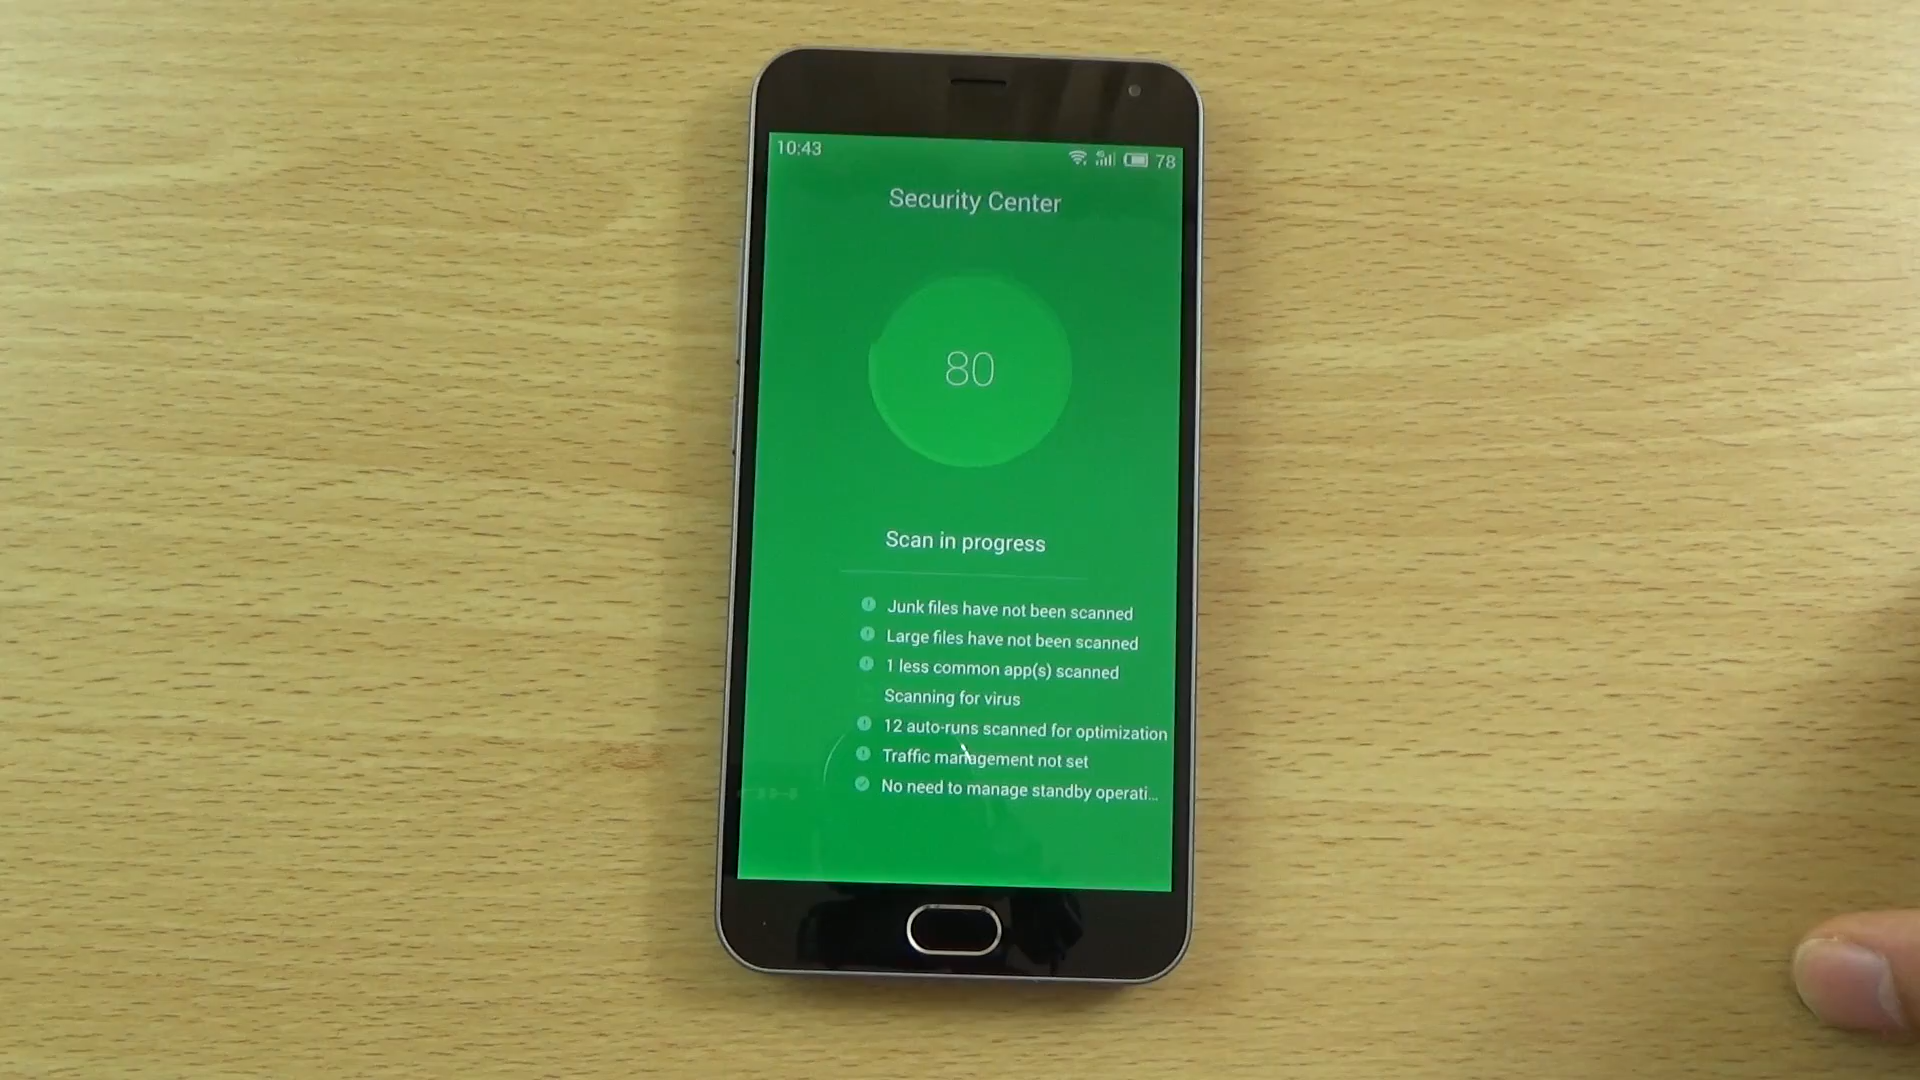 10:43
78
Security Center
80
Scan in progress
Junk files have not been scanned
Large files have not been scanned
1 less common app(s) scanned
Scanning for virus
12 auto-runs scanned for optimization
Traffic management not set
No need to manage standby operati...